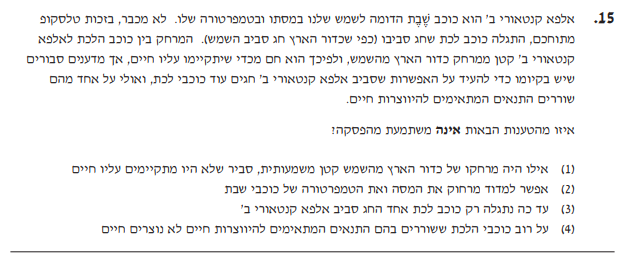 15. אלפא קנטאורי ב' הוא כוכב שֶׁבֶת הדומה לשמש שלנו במסתו ובטמפרטורה שלו. לא מכבר, בזכות טלסקופ
מתוחכם, התגלה כוכב לכת שחג סביבו (כפי שכדור הארץ חג סביב השמש). המרחק בין כוכב הלכת לאלפא
קנטאורי ב' קטן ממרחק כדור הארץ מהשמש, ולפיכך הוא חם מכדי שיתקיימו עליו חיים, אך מדענים סבורים
שיש בקיומו כדי להעיד על האפשרות שסביב אלפא קנטאורי ב' חגים עוד כוכבי לכת, ואולי על אחד מהם
שוררים התנאים המתאימים להיווצרות חיים.
איזו מהטענות הבאות אינה משתמעת מהפסקה?
(1) אילו היה מרחקו של כדור הארץ מהשמש קטן משמעותית, סביר שלא היו מתקיימים עליו חיים
(2) אפשר למדוד מרחוק את המסה ואת הטמפרטורה של כוכבי שבת
(3) עד כה נתגלה רק כוכב לכת אחד החג סביב אלפא קנטאורי ב'
(4) על רוב כוכבי הלכת ששוררים בהם התנאים המתאימים להיווצרות חיים לא נוצרים חיים